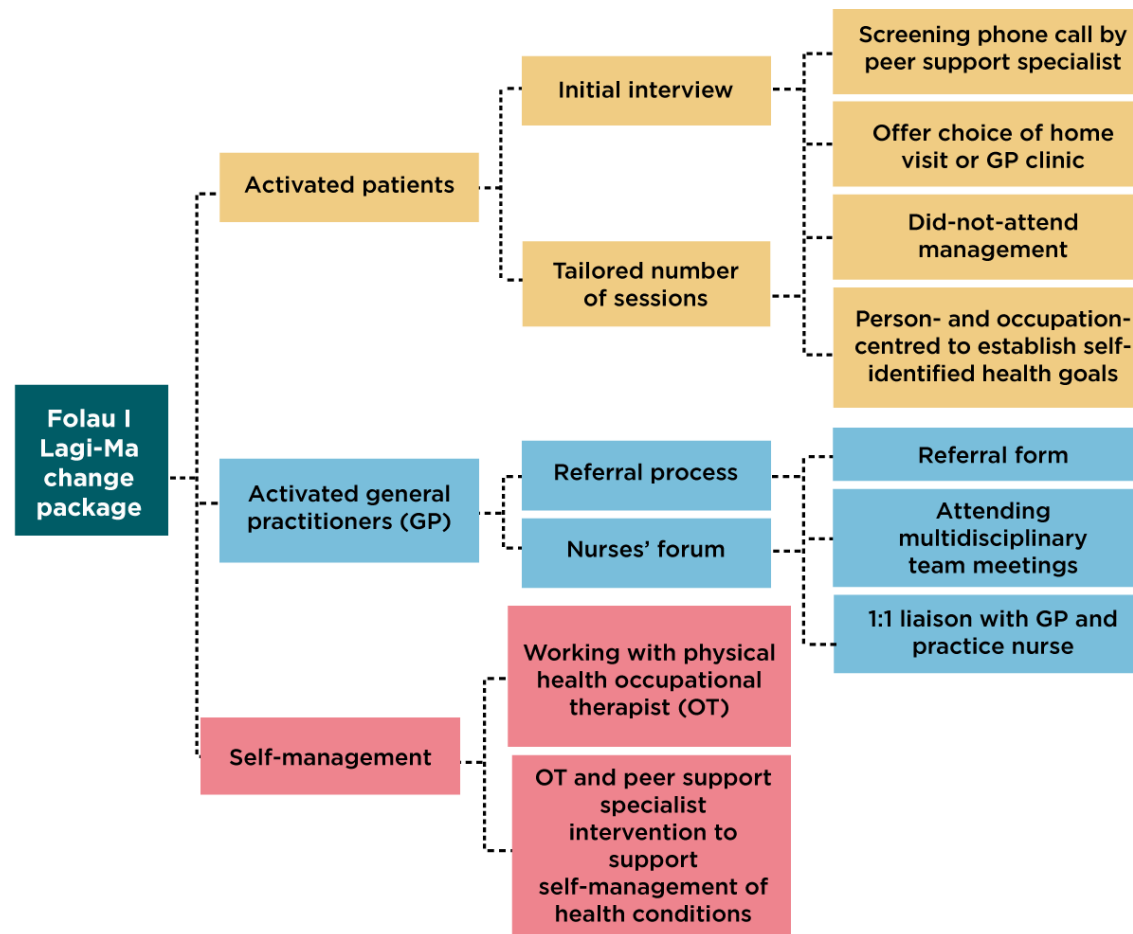 Folau I
Lagi-Ma
change
package
Activated patients
Initial interview
Tailored number
of sessions
Screening phone call by
peer support specialist
Offer choice of home
visit or GP clinic
Did-not-attend
management
Person- and occupation-
centred to establish self-
identified health goals
Activated general
practitioners (GP)
Referral process
Nurses’ forum
Referral form
Attending
multidisciplinary
team meetings
1:1 liaison with GP and
practice nurse
Self-management
Working with physical
health occupational
therapist (OT)
OT and peer support
specialist
intervention to
support
self-management of
health conditions